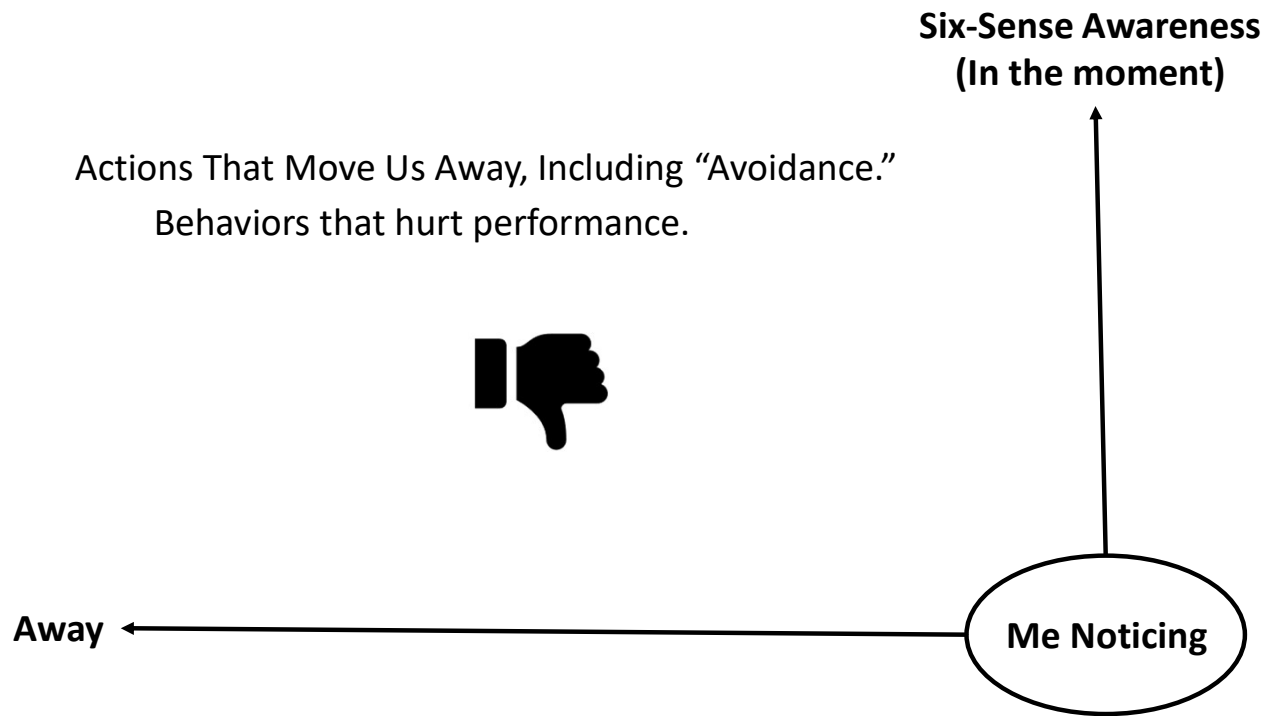 Six-Sense Awareness
(In the moment)
Actions That Move Us Away, Including “Avoidance.”
Behaviors that hurt performance.
Away
Me Noticing